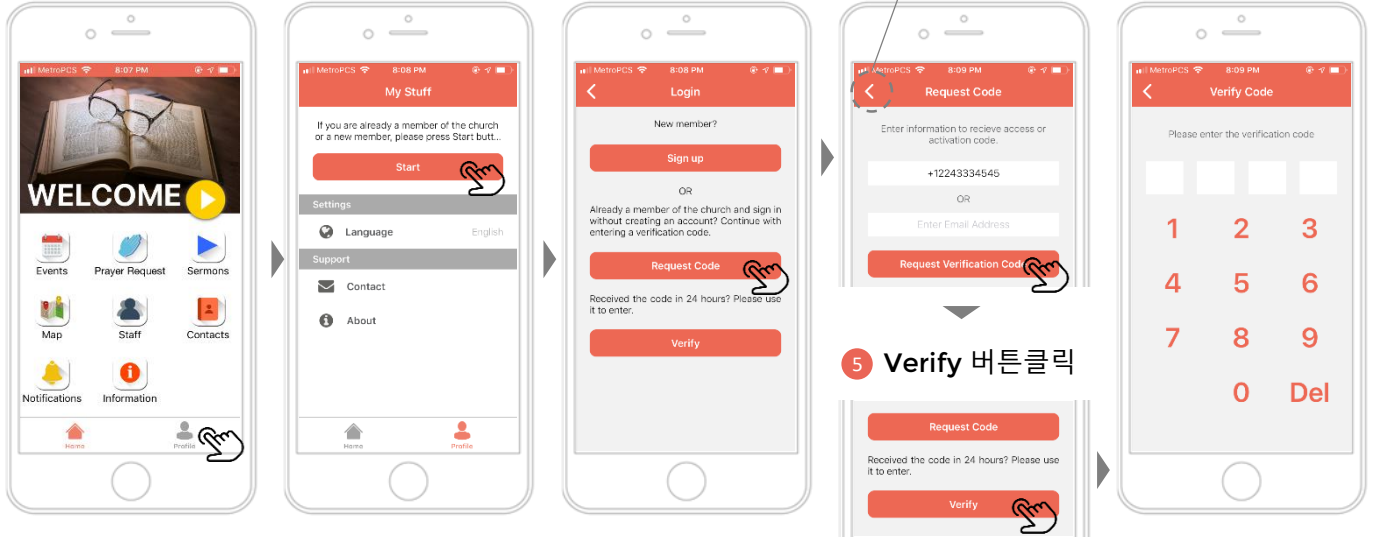 MetroPCS 8:07 PM
WELCOME
Events Prayer Request Sermons
Map Staff Contacts
Notifications Information
Home Profile
MetroPCS 8:08 PM
My Stuff
If you are already a member of the church
or a new member, please press Start butt...
Start
Settings
Language English
Support
Contact
About
Home Profile
MetroPCS 8:08 PM
Login
New member?
Sign up
OR
Already a member of the church and sign in
without creating an account? Continue with
entering a verification code.
Request Code
Received the code in 24 hours? Please use
it to enter.
Verify
MetroPCS 8:09 PM
Request Code
Enter information to recieve access or
activation code.
+12243334545
OR
Enter Email Address
Request Verification Code
5 Verify 버튼클릭
Request Code
Received the code in 24 hours? Please use
it to enter.
Verify
MetroPCS 8:09 PM
Verify Code
Please enter the verification code
1 2 3
4 5 6
7 8 9
0 Del